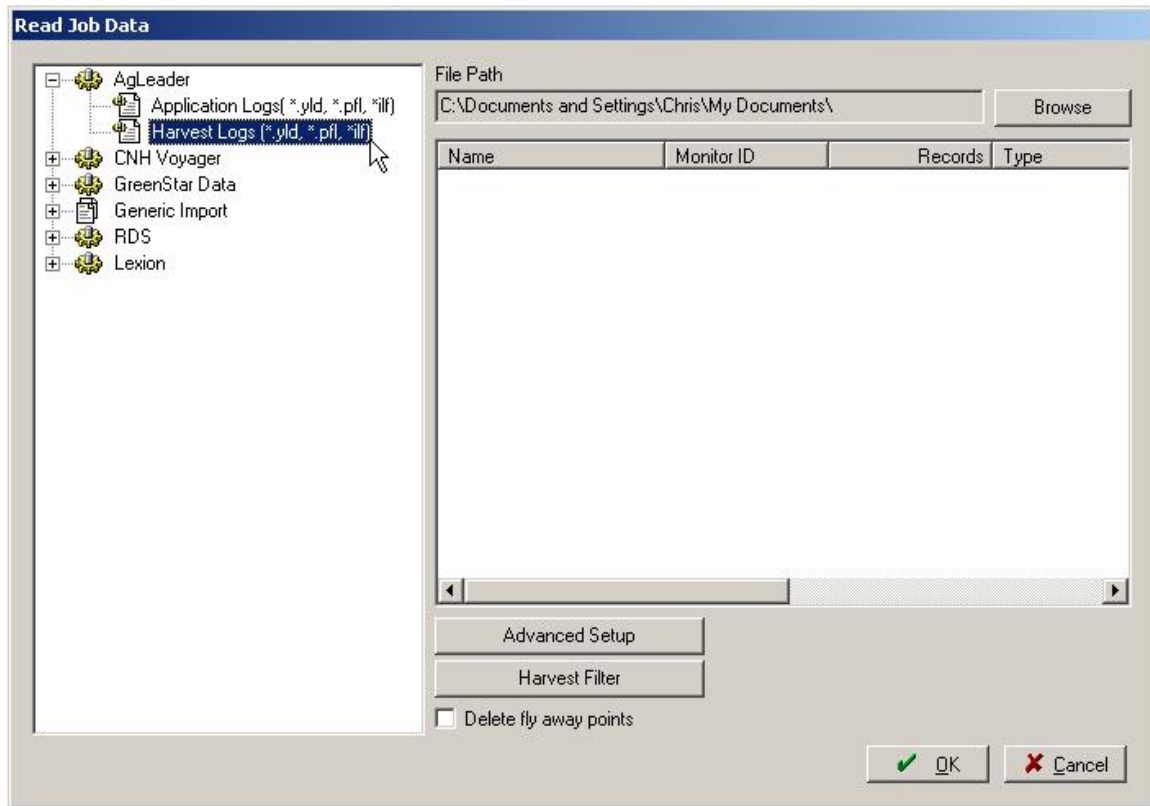 Read Job Data
AgLeader
Application Logs( *.yld, *.pfl, *ilf)
Harvest Logs (*.yld, *.pfl, *ilf)
CNH Voyager
GreenStar Data
Generic Import
RDS
Lexion
File Path
C:\Documents and Settings\Chris\My Documents\
Browse
Name Monitor ID Records Type
Advanced Setup
Harvest Filter
Delete fly away points
OK Cancel